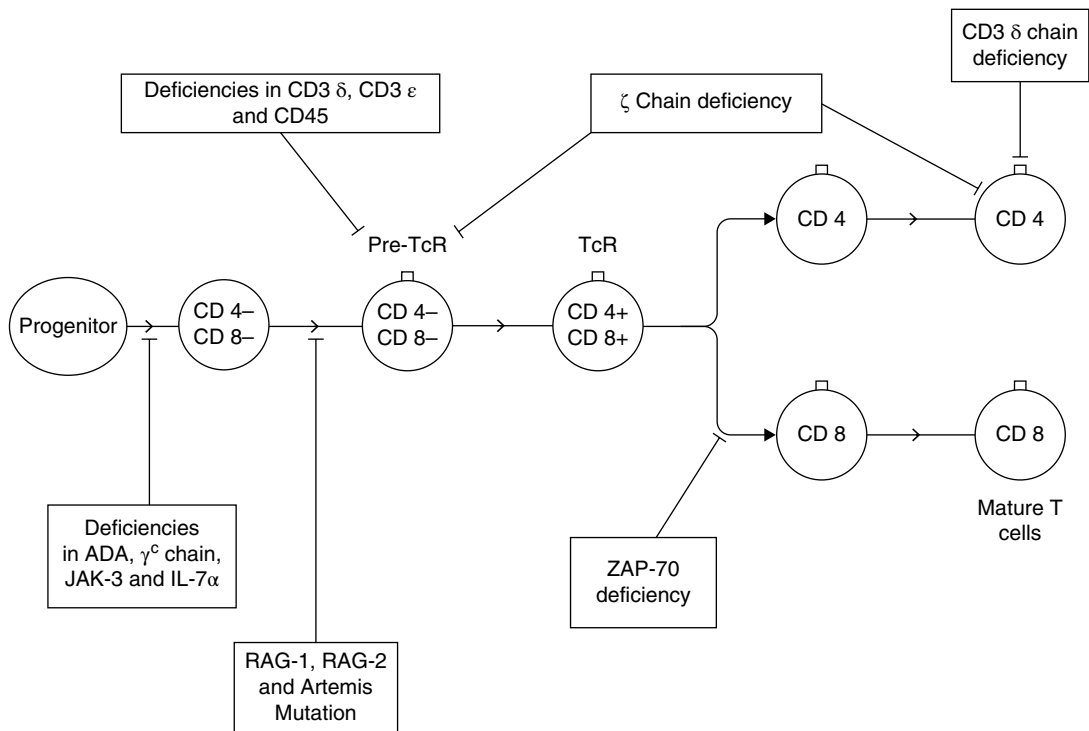 CD3 δ chain
deficiency
Deficiencies in CD3 δ, CD3 ε
and CD45
ζ Chain deficiency
Pre-TcR
TcR
CD 4
CD 4
Progenitor
CD 4–
CD 8–
CD 4–
CD 8–
CD 4+
CD 8+
CD 8
CD 8
Mature T
cells
Deficiencies
in ADA, γᶜ chain,
JAK-3 and IL-7α
ZAP-70
deficiency
RAG-1, RAG-2
and Artemis
Mutation